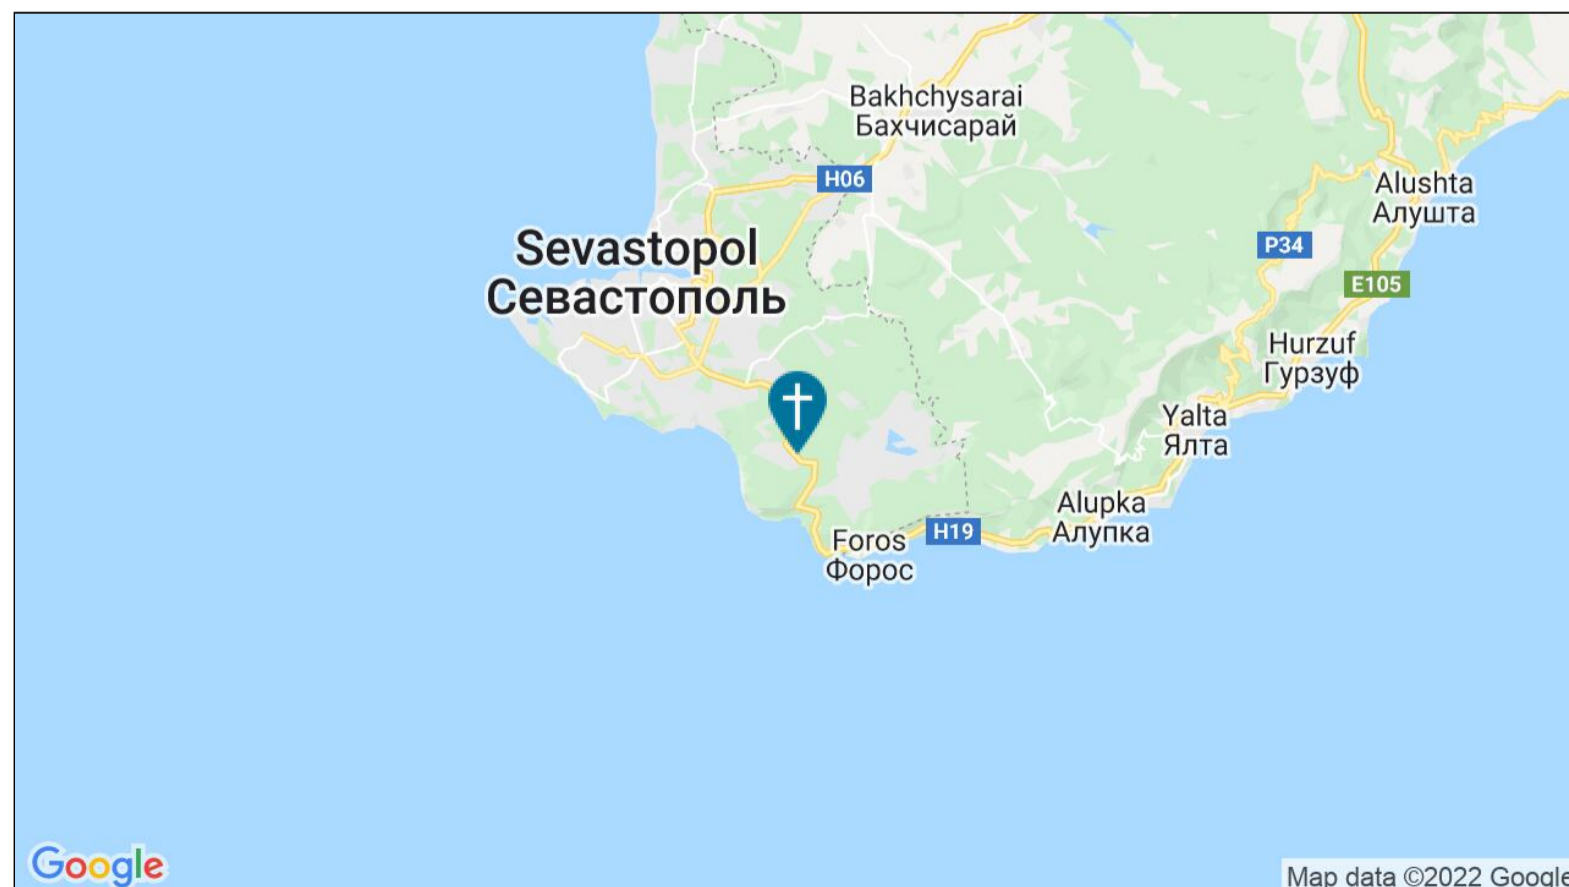 Bakhchysarai
Бахчисарай
H06
Alushta
Алушта
Sevastopol
Севастополь
P34
E105
Hurzuf
Гурзуф
Yalta
Ялта
Alupka
Алупка
H19
Foros
Форос
Google
Map data ©2022 Google